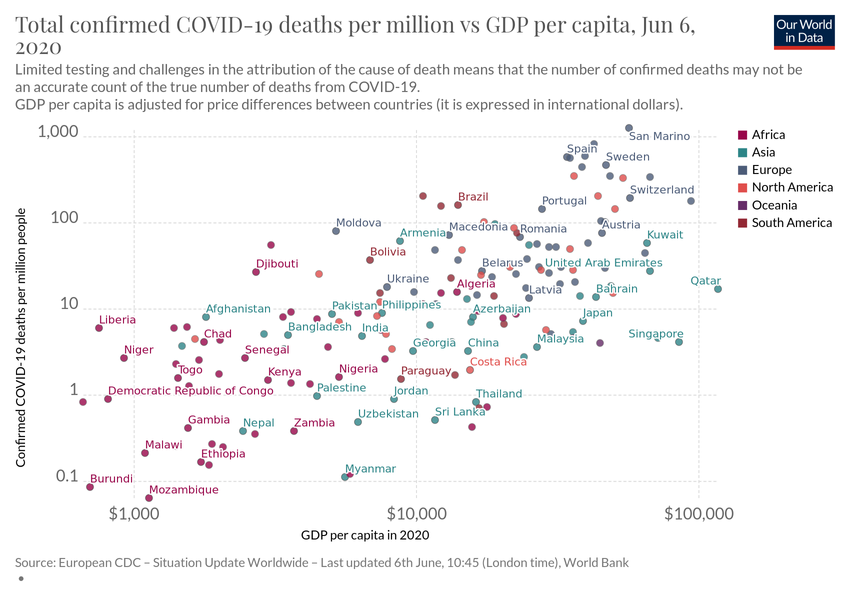 Total confirmed COVID-19 deaths per million vs GDP per capita, Jun 6,
2020
Our World
in Data
Limited testing and challenges in the attribution of the cause of death means that the number of confirmed deaths may not be
an accurate count of the true number of deaths from COVID-19.
GDP per capita is adjusted for price differences between countries (it is expressed in international dollars).
Confirmed COVID-19 deaths per million people
1,000
100
10
1
0.1
San Marino
Spain
Sweden
Switzerland
Brazil
Portugal
Moldova
Armenia
Macedonia
Romania
Austria
Kuwait
Bolivia
Djibouti
Belarus
United Arab Emirates
Ukraine
Algeria
Latvia
Bahrain
Qatar
Afghanistan
Pakistan
Philippines
Azerbaijan
Japan
Liberia
Bangladesh
India
Chad
Georgia
China
Malaysia
Singapore
Niger
Senegal
Togo
Kenya
Nigeria
Paraguay
Costa Rica
Democratic Republic of Congo
Palestine
Jordan
Thailand
Gambia
Nepal
Zambia
Uzbekistan
Sri Lanka
Malawi
Ethiopia
Myanmar
Burundi
Mozambique
$1,000
$10,000
$100,000
GDP per capita in 2020
Africa
Asia
Europe
North America
Oceania
South America
Source: European CDC – Situation Update Worldwide – Last updated 6th June, 10:45 (London time), World Bank